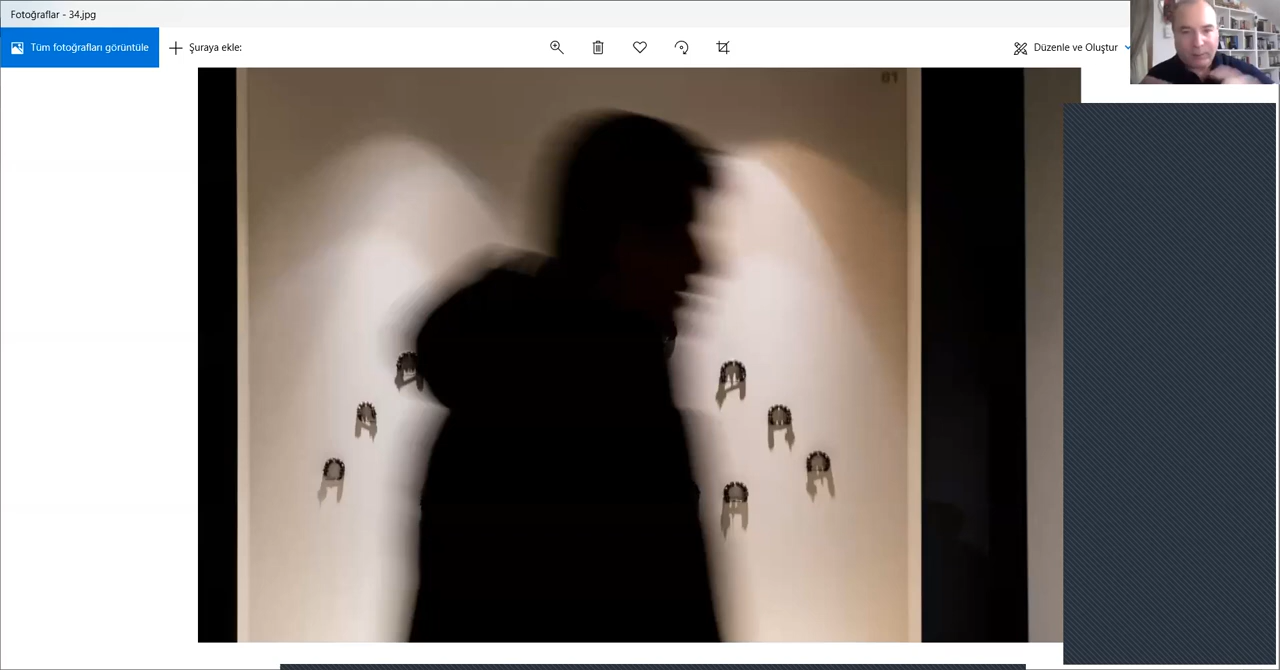 Fotoğraflar - 34.jpg
Tüm fotoğrafları görüntüle
Şuraya ekle:
Düzenle ve Oluştur
81